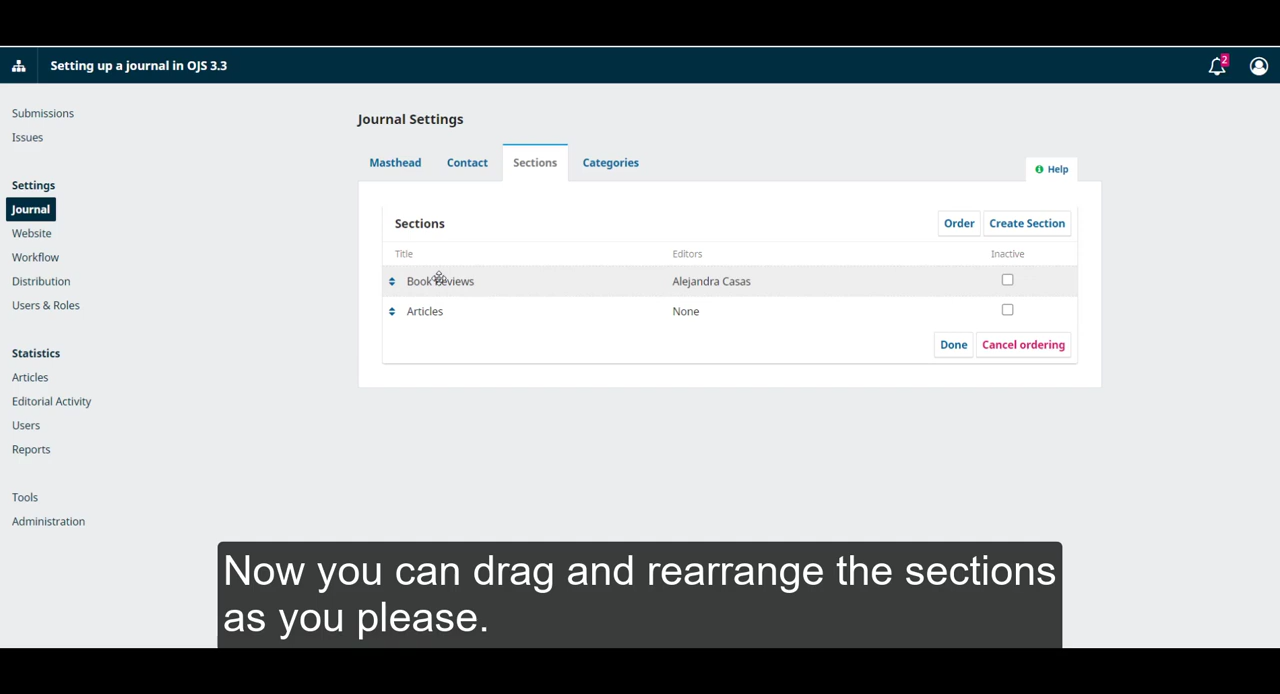 Setting up a journal in OJS 3.3
2
Submissions
Issues
Settings
Journal
Website
Workflow
Distribution
Users & Roles
Statistics
Articles
Editorial Activity
Users
Reports
Tools
Administration
Journal Settings
Masthead Contact Sections Categories
Help
Sections Order Create Section
Title Editors Inactive
Book Reviews Alejandra Casas
Articles None
Done Cancel ordering
Now you can drag and rearrange the sections
as you please.